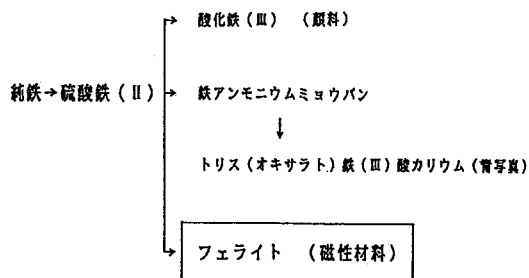 酸化鉄(Ⅲ) (顔料)
純鉄→硫酸鉄(Ⅱ)→鉄アンモニウムミョウバン
↓
トリス(オキサラト)鉄(Ⅲ)酸カリウム(青写真)
フェライト (磁性材料)